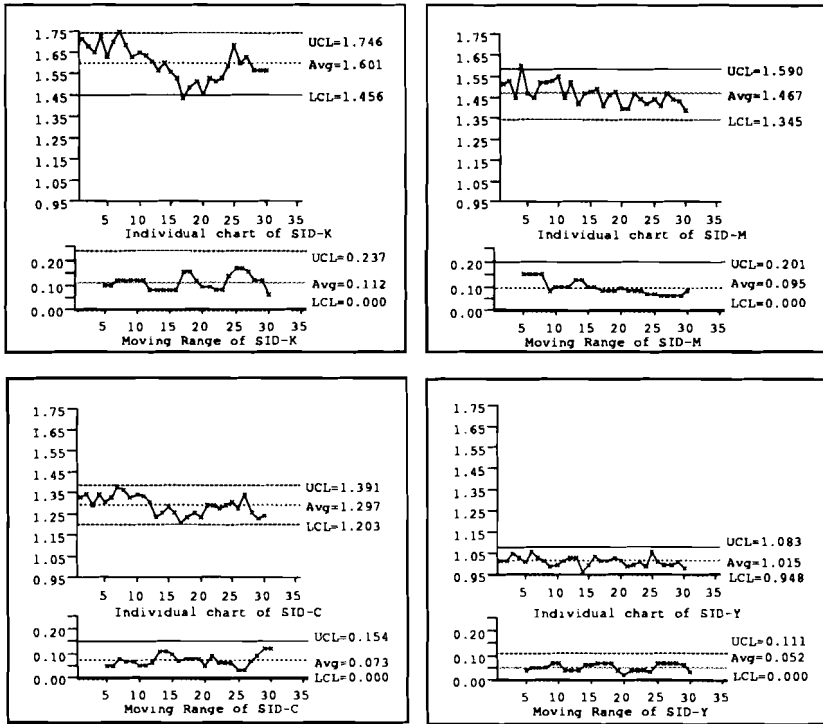 1.75
1.65
1.55
1.45
1.35
1.25
1.15
1.05
0.95
UCL=1.746
Avg=1.601
LCL=1.456
5 10 15 20 25 30 35
Individual chart of SID-K
0.20
0.10
0.00
UCL=0.237
Avg=0.112
LCL=0.000
5 10 15 20 25 30 35
Moving Range of SID-K
1.75
1.65
1.55
1.45
1.35
1.25
1.15
1.05
0.95
UCL=1.590
Avg=1.467
LCL=1.345
5 10 15 20 25 30 35
Individual chart of SID-M
0.20
0.10
0.00
UCL=0.201
Avg=0.095
LCL=0.000
5 10 15 20 25 30 35
Moving Range of SID-M
1.75
1.65
1.55
1.45
1.35
1.25
1.15
1.05
0.95
UCL=1.391
Avg=1.297
LCL=1.203
5 10 15 20 25 30 35
Individual chart of SID-C
0.20
0.10
0.00
UCL=0.154
Avg=0.073
LCL=0.000
5 10 15 20 25 30 35
Moving Range of SID-C
1.75
1.65
1.55
1.45
1.35
1.25
1.15
1.05
0.95
UCL=1.083
Avg=1.015
LCL=0.948
5 10 15 20 25 30 35
Individual chart of SID-Y
0.20
0.10
0.00
UCL=0.111
Avg=0.052
LCL=0.000
5 10 15 20 25 30 35
Moving Range of SID-Y